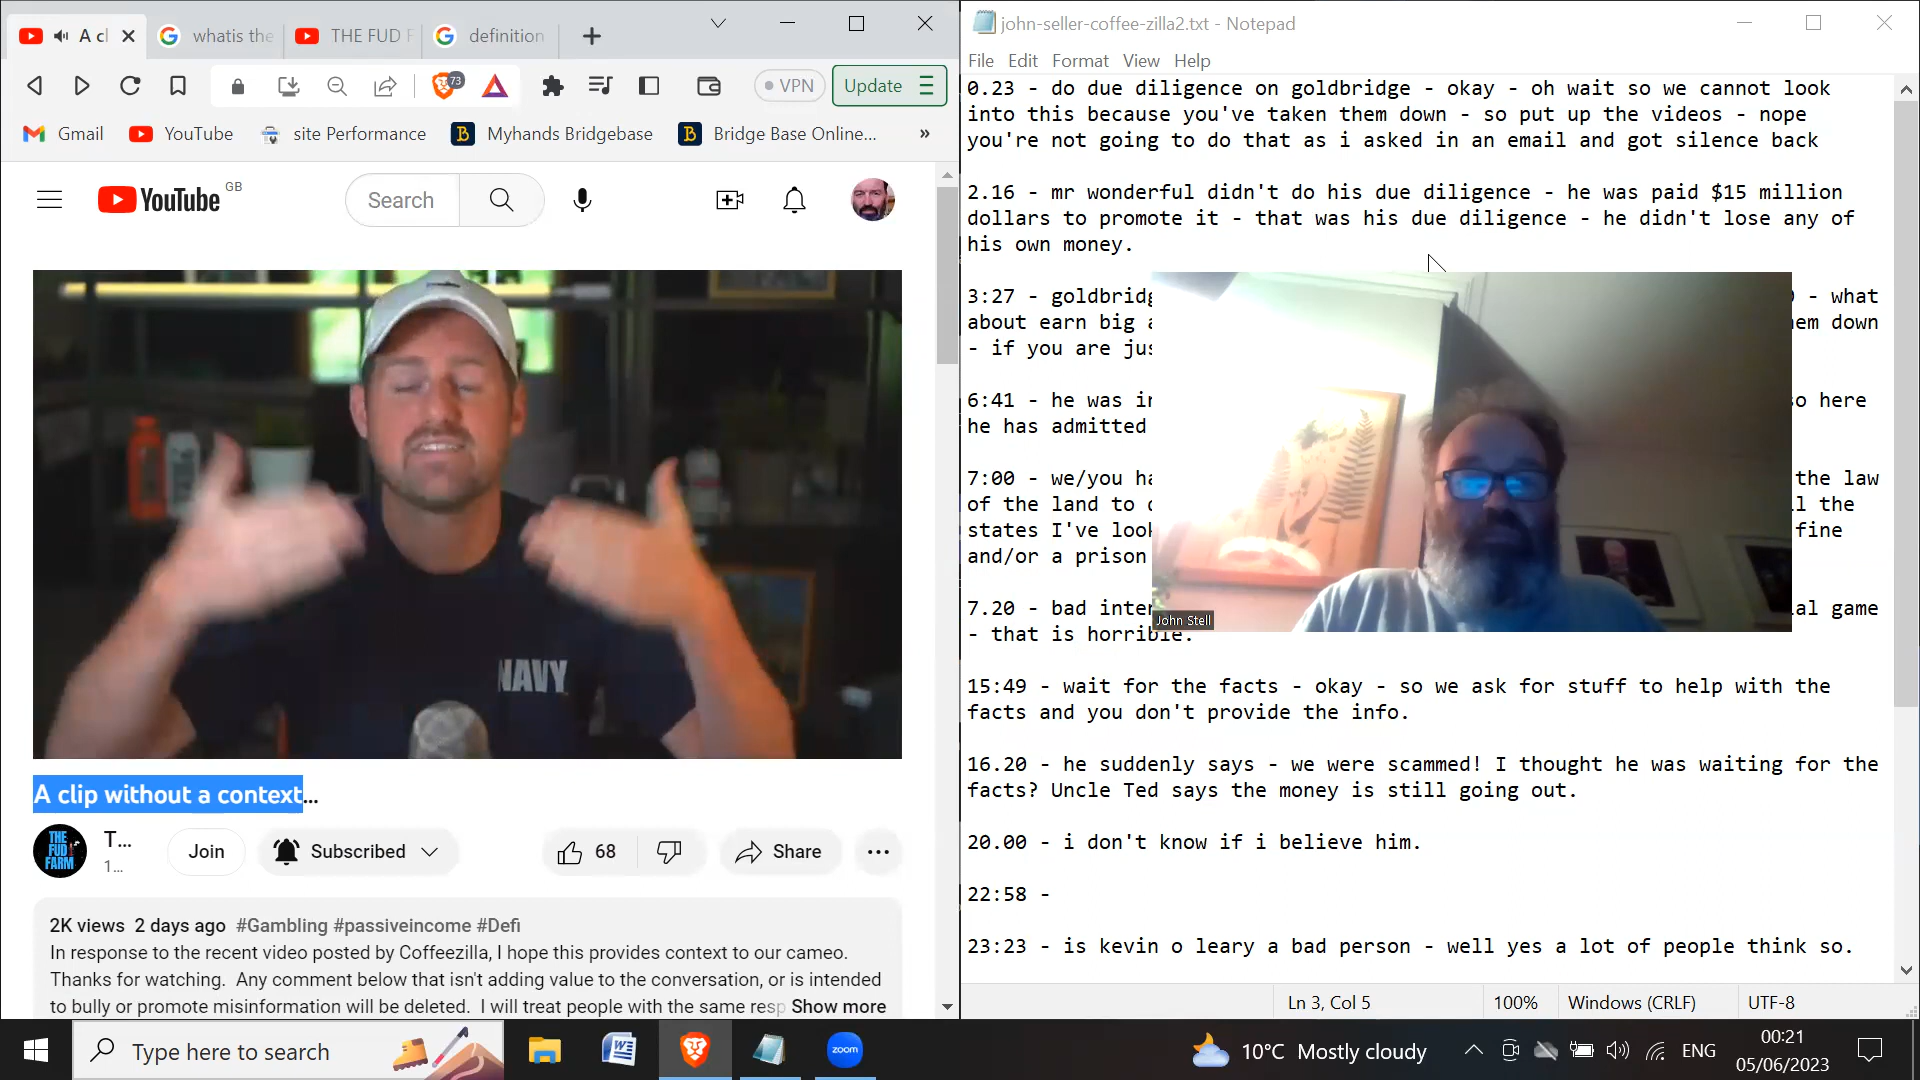 A cl
whatis the
THE FUD F
definition
73
VPN
Update
Gmail
YouTube
site Performance
Myhands Bridgebase
Bridge Base Online...
»
YouTube GB
Search
NAVY
A clip without a context...
THE FUD FARM
T...
1...
Join
Subscribed
68
Share
2K views 2 days ago #Gambling #passiveincome #Defi
In response to the recent video posted by Coffeezilla, I hope this provides context to our cameo.
Thanks for watching. Any comment below that isn't adding value to the conversation, or is intended
to bully or promote misinformation will be deleted. I will treat people with the same resp Show more
john-seller-coffee-zilla2.txt - Notepad
File Edit Format View Help
0.23 - do due diligence on goldbridge - okay - oh wait so we cannot look
into this because you've taken them down - so put up the videos - nope
you're not going to do that as i asked in an email and got silence back
2.16 - mr wonderful didn't do his due diligence - he was paid $15 million
dollars to promote it - that was his due diligence - he didn't lose any of
his own money.
3:27 - goldbridg - what
about earn big a em down
- if you are jus
6:41 - he was ir so here
he has admitted
7:00 - we/you ha the law
of the land to l the
states I've look fine
and/or a prison
7.20 - bad inter al game
- that is horrible.
John Stell
15:49 - wait for the facts - okay - so we ask for stuff to help with the
facts and you don't provide the info.
16.20 - he suddenly says - we were scammed! I thought he was waiting for the
facts? Uncle Ted says the money is still going out.
20.00 - i don't know if i believe him.
22:58 -
23:23 - is kevin o leary a bad person - well yes a lot of people think so.
Ln 3, Col 5
100%
Windows (CRLF)
UTF-8
Type here to search
zoom
10°C Mostly cloudy
ENG
00:21
05/06/2023